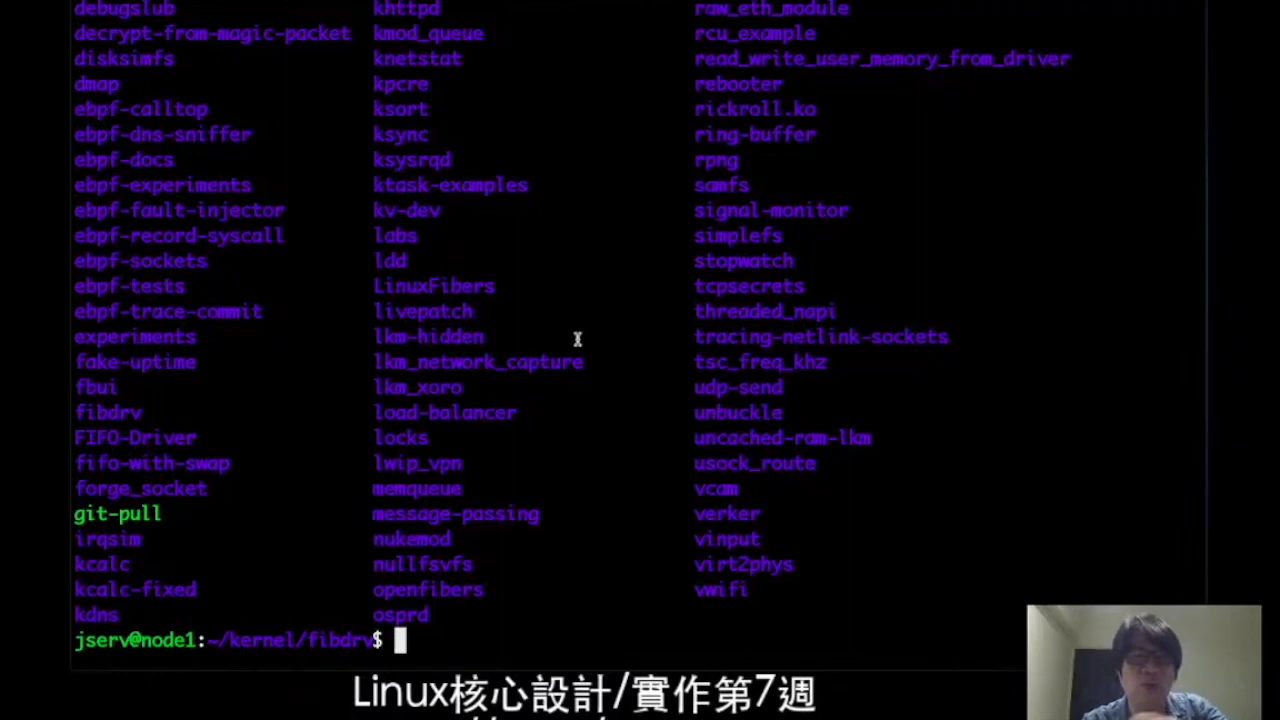 debugslub khttpd raw_eth_module
decrypt-from-magic-packet kmod_queue rcu_example
disksimfs knetstat read_write_user_memory_from_driver
dmap kpcre rebooter
ebpf-calltop ksort rickroll.ko
ebpf-dns-sniffer ksync ring-buffer
ebpf-docs ksysrqd rpng
ebpf-experiments ktask-examples samfs
ebpf-fault-injector kv-dev signal-monitor
ebpf-record-syscall labs simplefs
ebpf-sockets ldd stopwatch
ebpf-tests LinuxFibers tcpsecrets
ebpf-trace-commit livepatch threaded_napi
experiments lkm-hidden tracing-netlink-sockets
fake-uptime lkm_network_capture tsc_freq_khz
fbui lkm_xoro udp-send
fibdrv load-balancer unbuckle
FIFO-Driver locks uncached-ram-lkm
fifo-with-swap lwip_vpn usock_route
forge_socket memqueue vcam
git-pull message-passing verker
irqsim nukemod vinput
kcalc nullfsvfs virt2phys
kcalc-fixed openfibers vwifi
kdns osprd
jserv@node1:~/kernel/fibdrv$
Linux核心設計/實作第7週